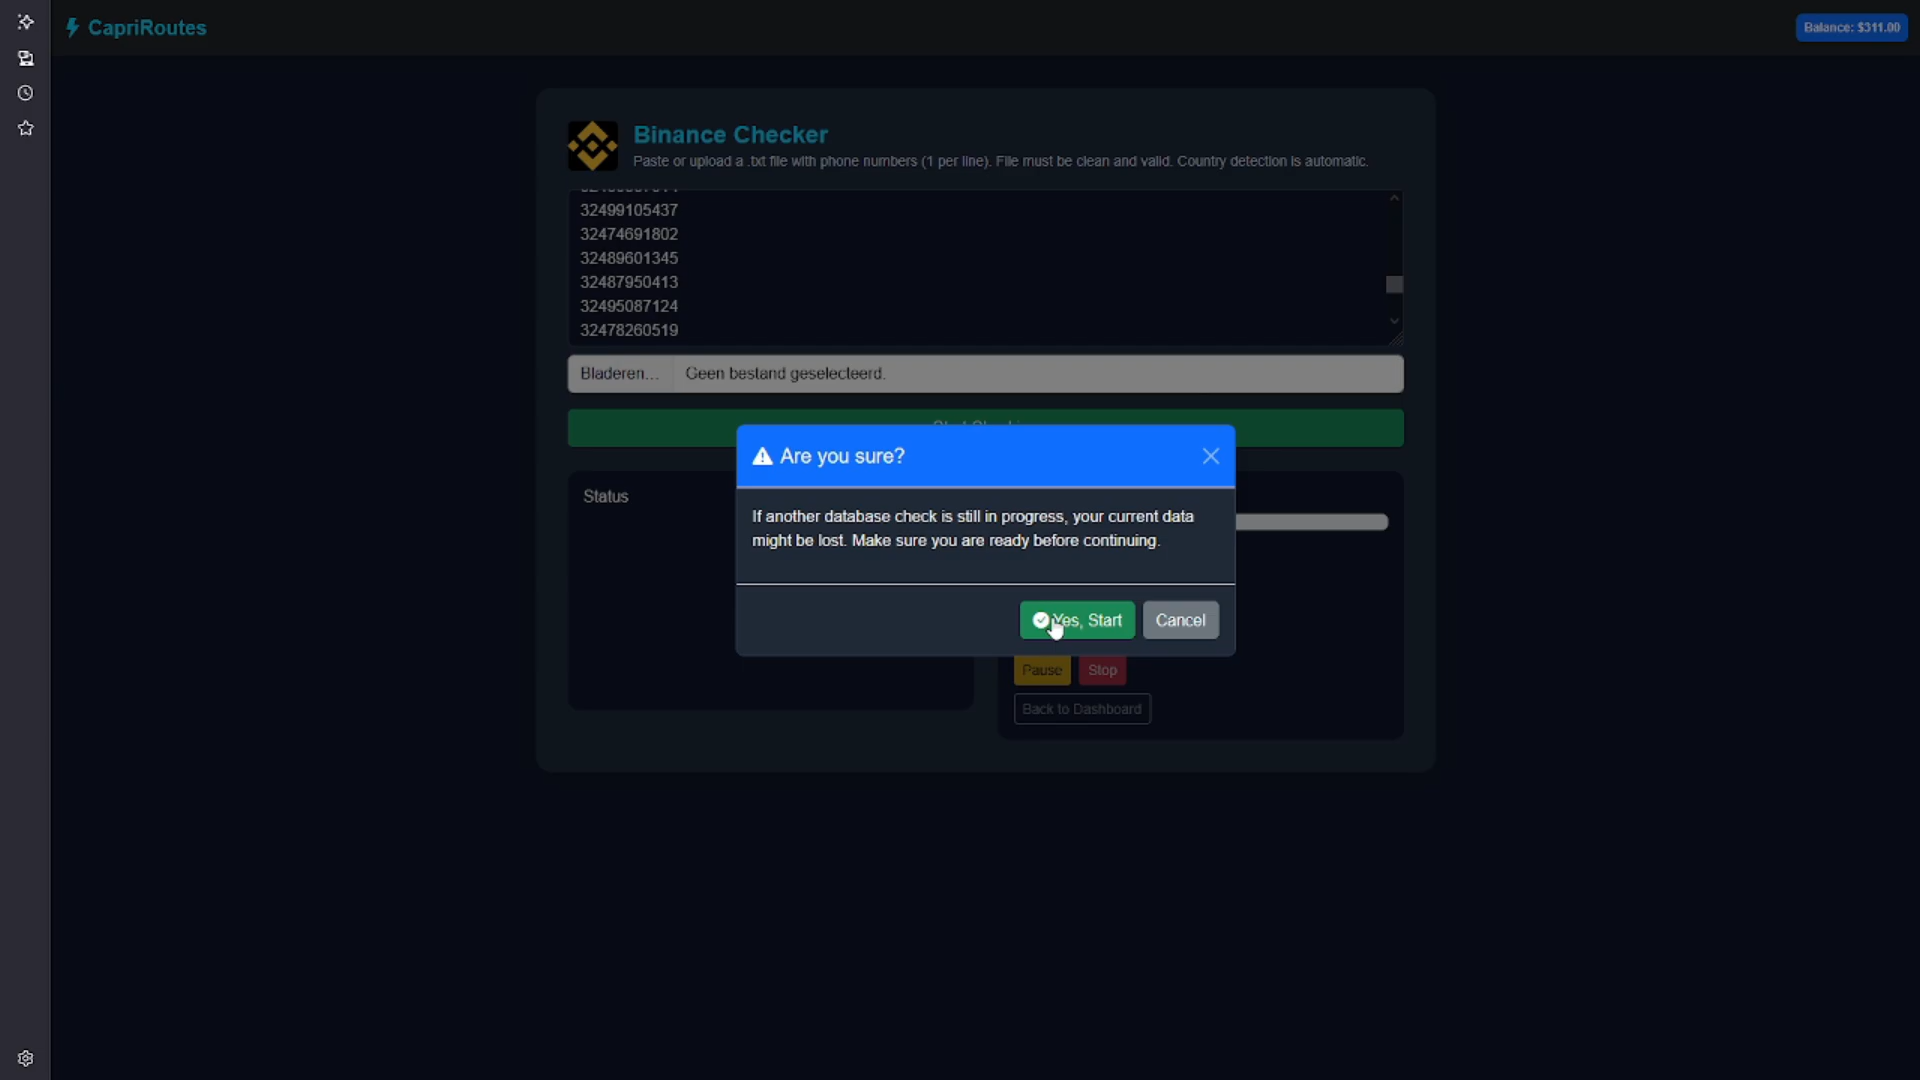 CapriRoutes
Balance: $311.00
Binance Checker
Paste or upload a .txt file with phone numbers (1 per line). File must be clean and valid. Country detection is automatic.
32499105437
32474691802
32489601345
32487950413
32495087124
32478260519
Bladeren... Geen bestand geselecteerd.
Are you sure?
Status
If another database check is still in progress, your current data
might be lost. Make sure you are ready before continuing.
Yes, Start
Cancel
Pause
Stop
Back to Dashboard